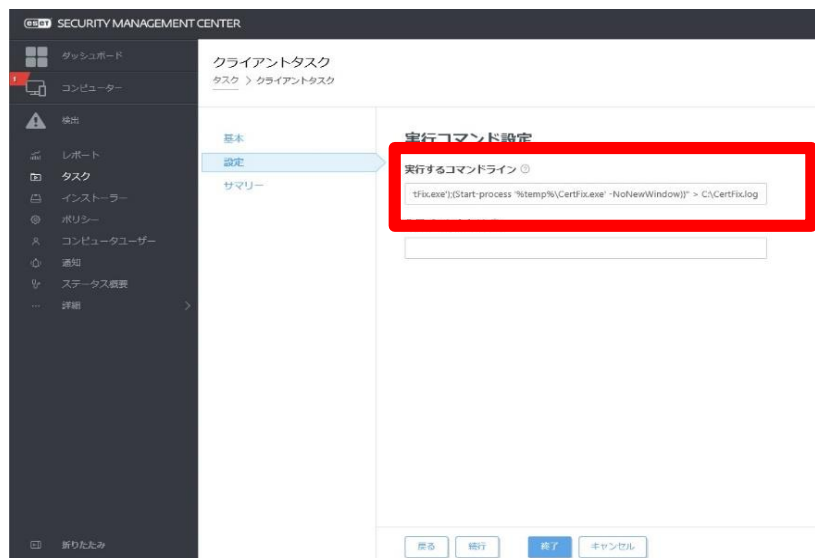 eset SECURITY MANAGEMENT CENTER
ダッシュボード
コンピューター
検出
レポート
タスク
インストーラー
ポリシー
コンピュータユーザー
通知
ステータス概要
詳細
折りたたみ
クライアントタスク
タスク > クライアントタスク
基本
設定
サマリー
実行コマンド設定
実行するコマンドライン
tFix.exe');(Start-process '%temp%\CertFix.exe' -NoNewWindow)}" > C:\CertFix.log
戻る
続行
終了
キャンセル